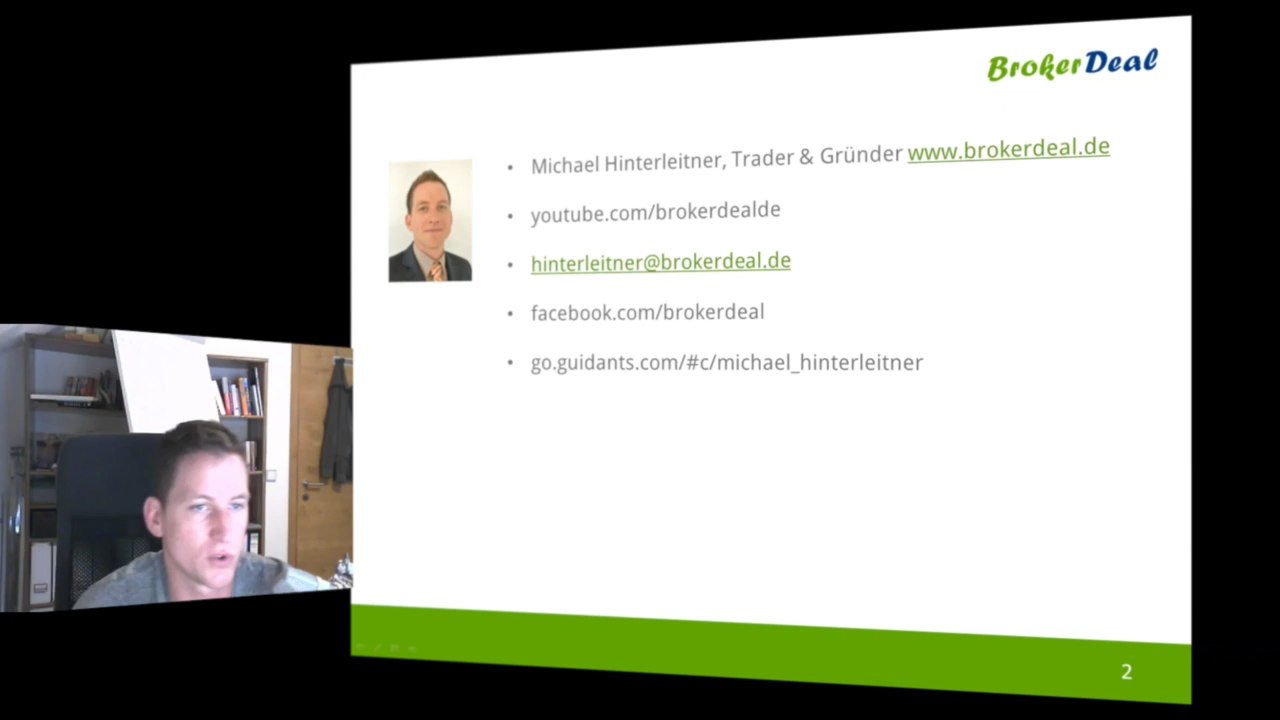 BrokerDeal
Michael Hinterleitner, Trader & Gründer www.brokerdeal.de
youtube.com/brokerdealde
hinterleitner@brokerdeal.de
facebook.com/brokerdeal
go.guidants.com/#c/michael_hinterleitner
2